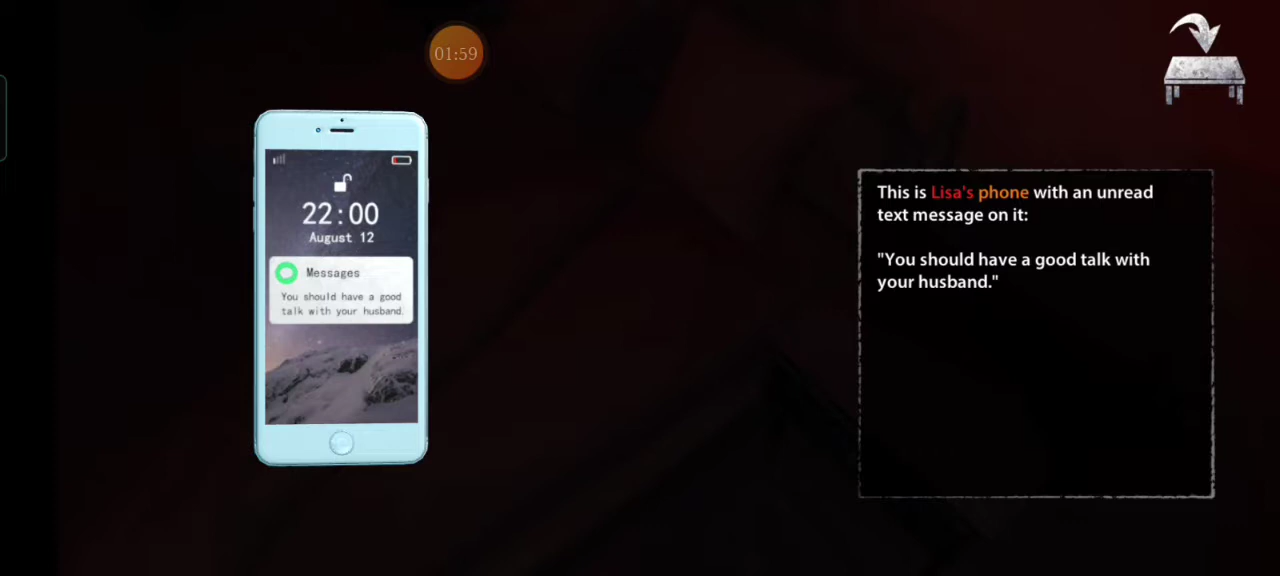 01:59
22:00
August 12
Messages
You should have a good
talk with your husband.
This is Lisa's phone with an unread
text message on it:
"You should have a good talk with
your husband."